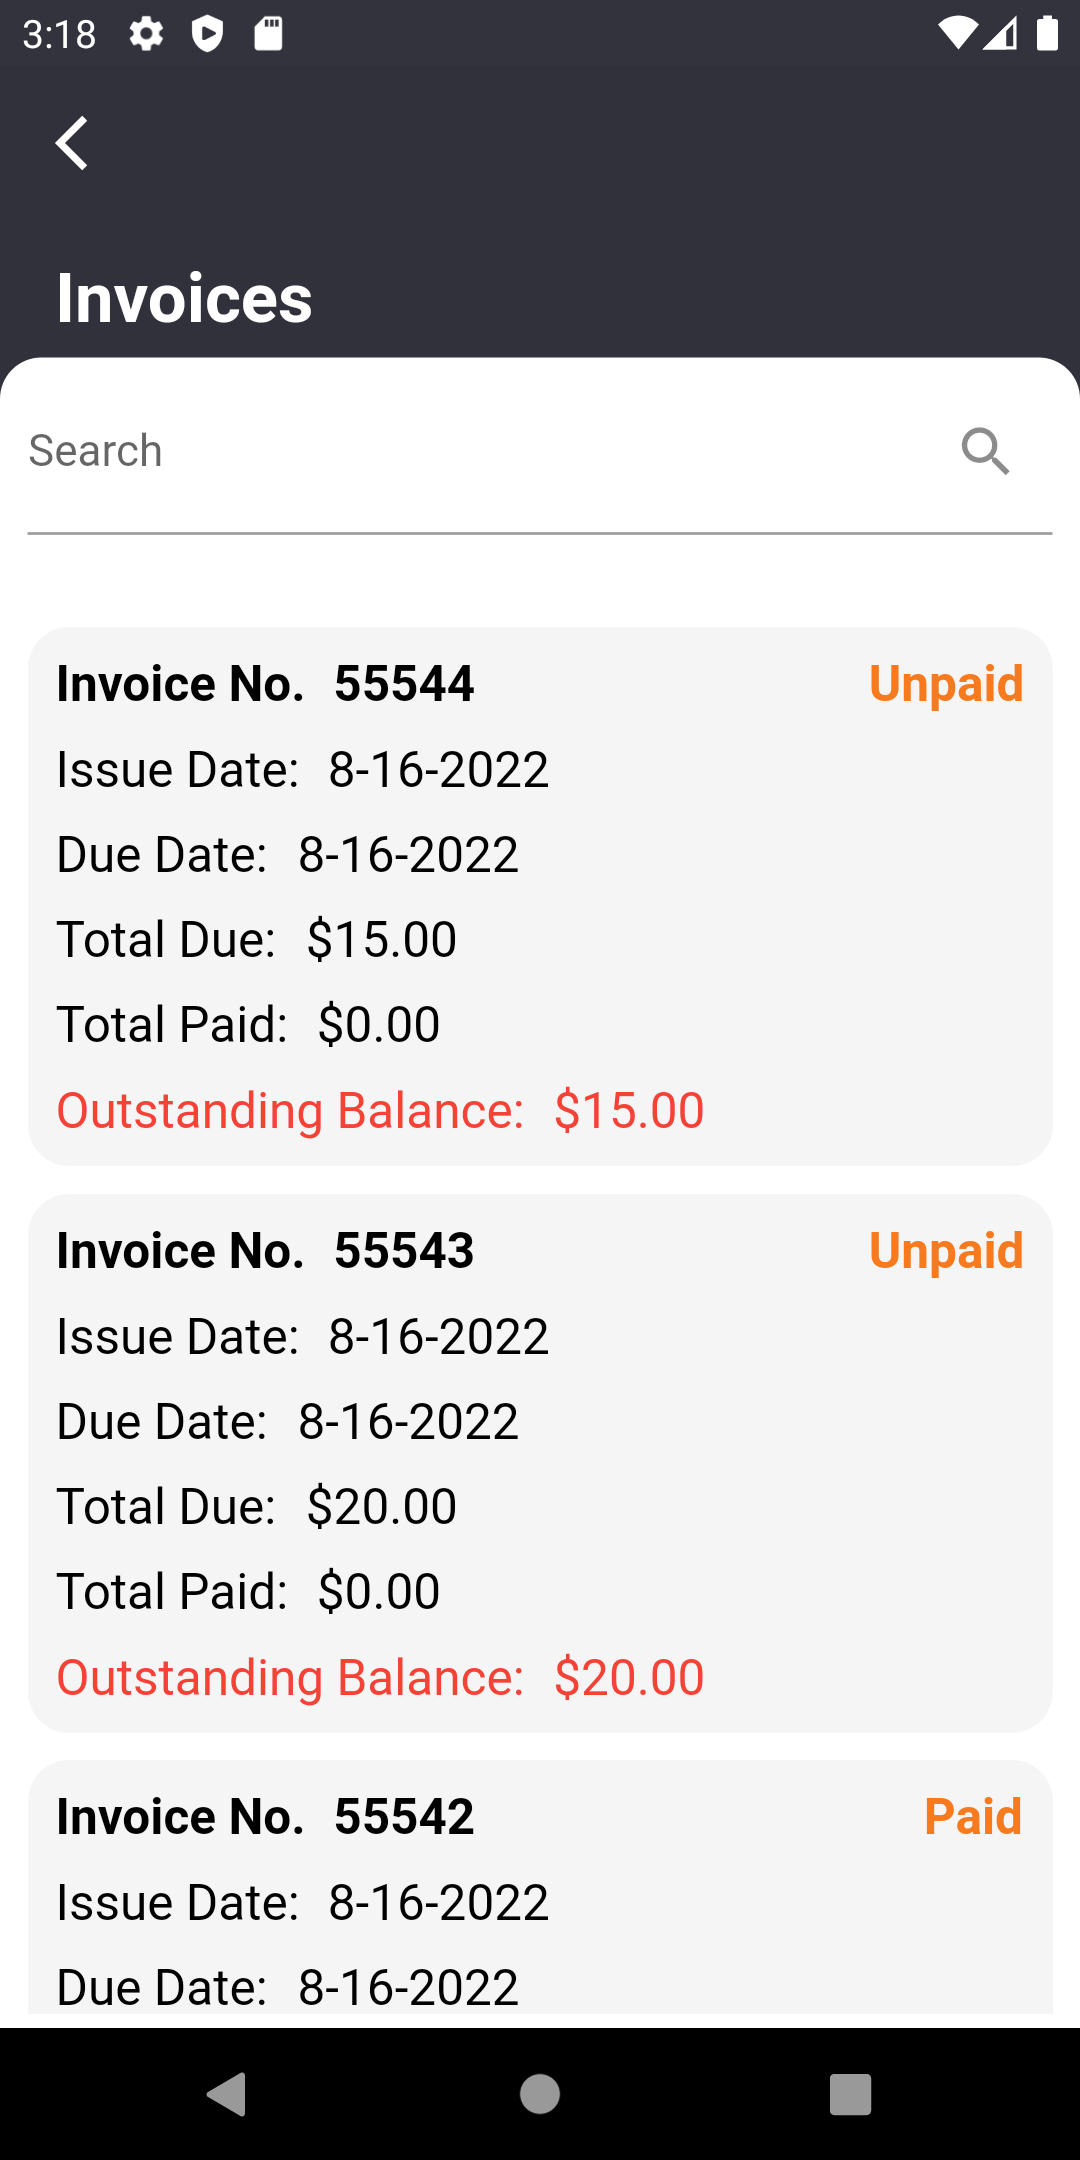 3:18
Invoices
Search
Invoice No. 55544 Unpaid
Issue Date: 8-16-2022
Due Date: 8-16-2022
Total Due: $15.00
Total Paid: $0.00
Outstanding Balance: $15.00
Invoice No. 55543 Unpaid
Issue Date: 8-16-2022
Due Date: 8-16-2022
Total Due: $20.00
Total Paid: $0.00
Outstanding Balance: $20.00
Invoice No. 55542 Paid
Issue Date: 8-16-2022
Due Date: 8-16-2022